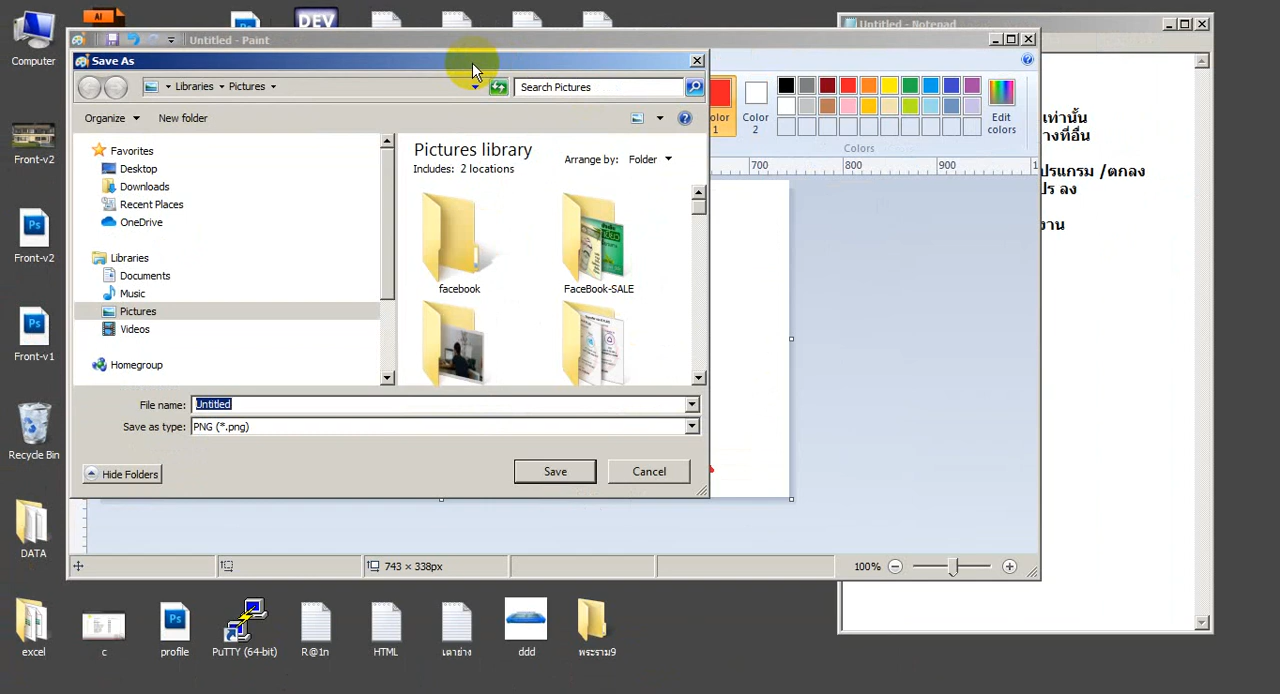 Computer
Front-v2
Front-v2
Front-v1
Recycle Bin
DATA
excel
c
profile
PuTTY (64-bit)
R@1n
HTML
เตาย่าง
ddd
พระราม9
Ai
DEV
Untitled - Paint
Save As
Libraries
Pictures
Search Pictures
Organize
New folder
Favorites
Desktop
Downloads
Recent Places
OneDrive
Libraries
Documents
Music
Pictures
Videos
Homegroup
Pictures library
Includes: 2 locations
Arrange by: Folder
facebook
FaceBook-SALE
File name: Untitled
Save as type: PNG (*.png)
Hide Folders
Save
Cancel
olor
1
Color
2
Edit
colors
Colors
700
800
900
743 × 338px
100%
Untitled - Notepad
เท่านั้น
างที่อื่น
ปรแกรม /ตกลง
ปร ลง
งาน